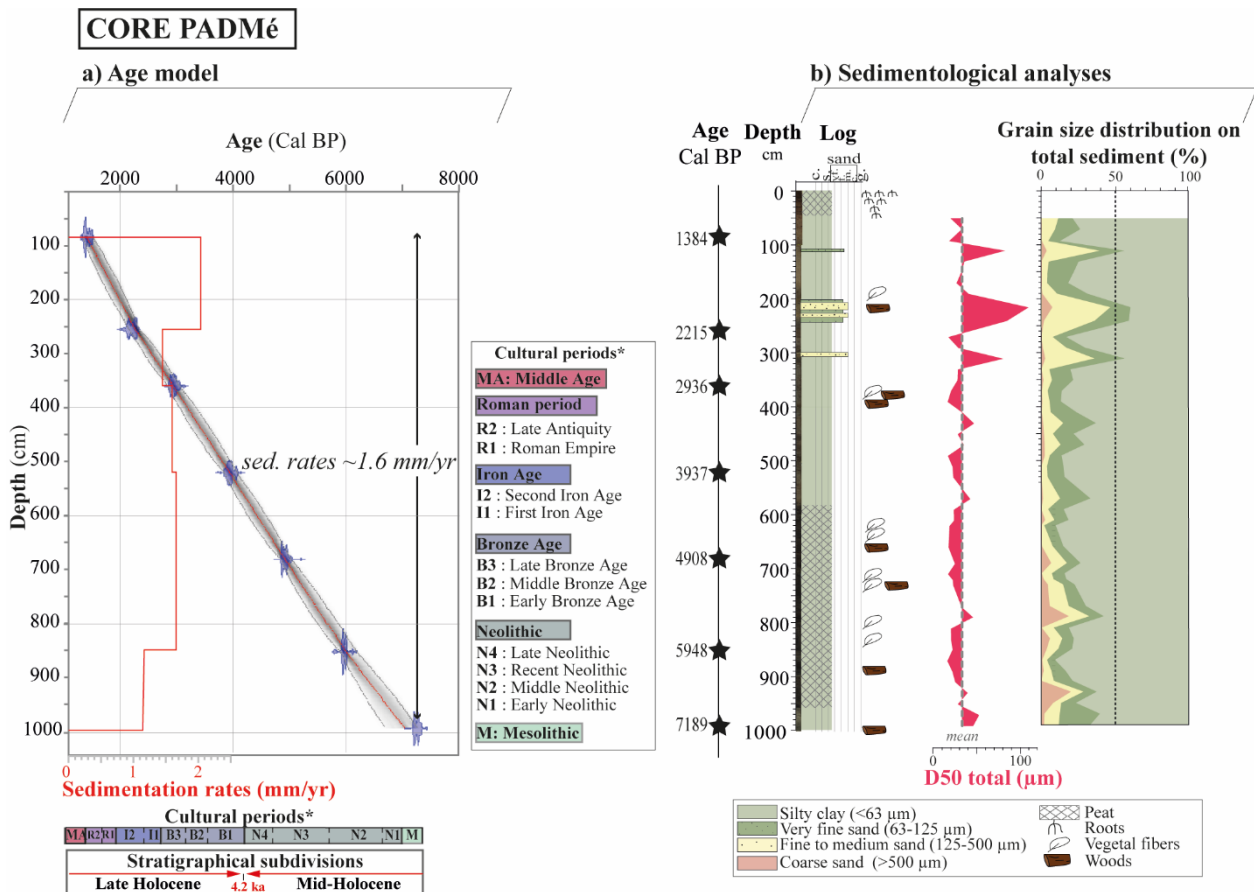 CORE PADMé
a) Age model
Age (Cal BP)
2000 4000 6000 8000
Depth (cm)
100
200
300
400
500
600
700
800
900
1000
sed. rates ~1.6 mm/yr
0 1 2
Sedimentation rates (mm/yr)
Cultural periods*
MA R2 R1 I2 I1 B3 B2 B1 N4 N3 N2 N1 M
Stratigraphical subdivisions
Late Holocene 4.2 ka Mid-Holocene
Cultural periods*
MA: Middle Age
Roman period
R2 : Late Antiquity
R1 : Roman Empire
Iron Age
I2 : Second Iron Age
I1 : First Iron Age
Bronze Age
B3 : Late Bronze Age
B2 : Middle Bronze Age
B1 : Early Bronze Age
Neolithic
N4 : Late Neolithic
N3 : Recent Neolithic
N2 : Middle Neolithic
N1 : Early Neolithic
M: Mesolithic
b) Sedimentological analyses
Age
Cal BP
1384
2215
2936
3937
4908
5948
7189
Depth
cm
0
100
200
300
400
500
600
700
800
900
1000
Log
sand
mean
0 100
D50 total (µm)
Grain size distribution on
total sediment (%)
0 50 100
Silty clay (<63 µm)
Very fine sand (63-125 µm)
Fine to medium sand (125-500 µm)
Coarse sand (>500 µm)
Peat
Roots
Vegetal fibers
Woods